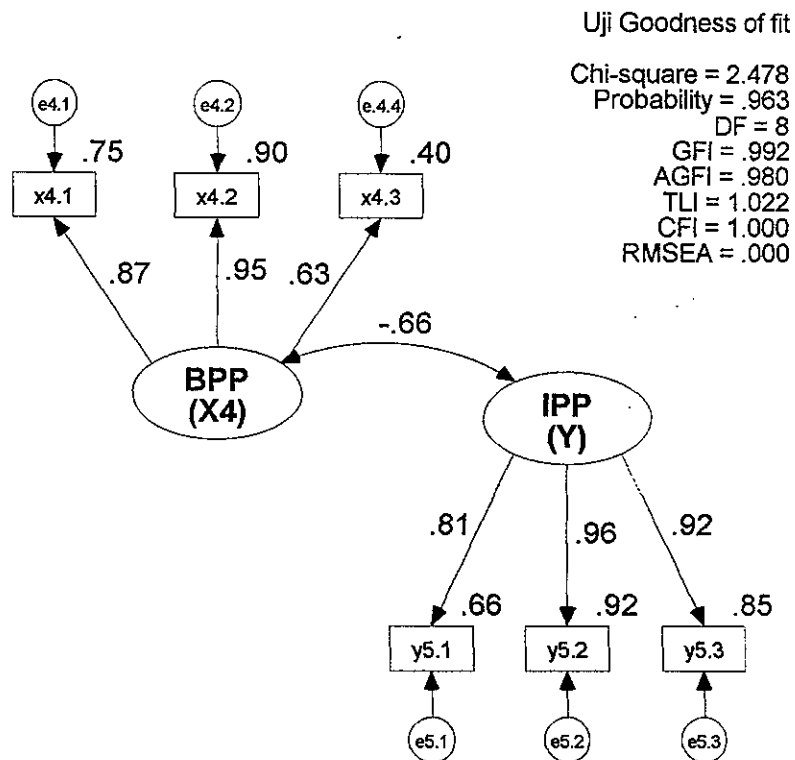 Uji Goodness of fit
Chi-square = 2.478
Probability = .963
DF = 8
GFI = .992
AGFI = .980
TLI = 1.022
CFI = 1.000
RMSEA = .000
e4.1
e4.2
e.4.4
.75
.90
.40
x4.1
x4.2
x4.3
.87
.95
.63
-.66
BPP
(X4)
IPP
(Y)
.81
.96
.92
.66
.92
.85
y5.1
y5.2
y5.3
e5.1
e5.2
e5.3